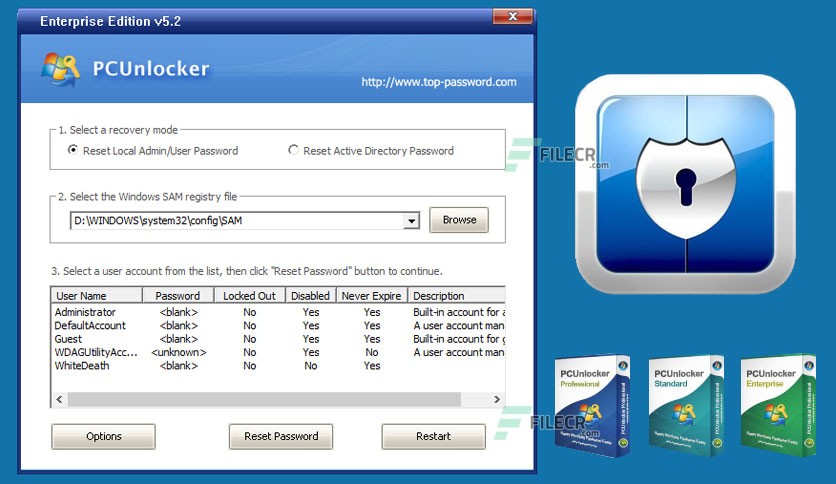 Enterprise Edition v5.2
PCUnlocker
http://www.top-password.com
1. Select a recovery mode
Reset Local Admin/User Password
Reset Active Directory Password
FILECR
.com
2. Select the Windows SAM registry file
D:\WINDOWS\system32\config\SAM
Browse
3. Select a user account from the list, then click "Reset Password" button to continue.
User Name Password Locked Out Disabled Never Expire Description
Administrator <blank> No Yes Yes Built-in account for a
DefaultAccount <blank> No Yes Yes A user account man
Guest <blank> No Yes Yes Built-in account for g
WDAGUtilityAcc... <unknown> No Yes No A user account man
WhiteDeath <blank> No No Yes
Options
Reset Password
Restart
FILECR
.com
PCUnlocker
Professional
PCUnlocker
Standard
PCUnlocker
Enterprise